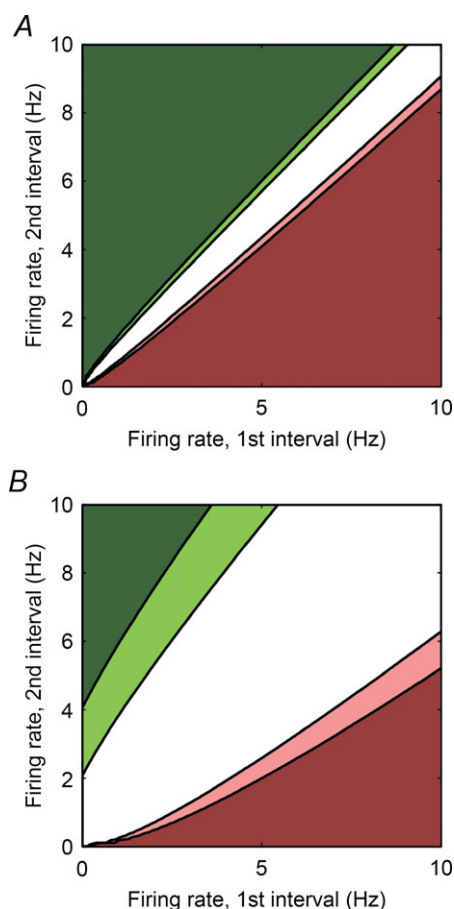 A
10
8
6
4
2
0
Firing rate, 2nd interval (Hz)
0 5 10
Firing rate, 1st interval (Hz)
B
10
8
6
4
2
0
Firing rate, 2nd interval (Hz)
0 5 10
Firing rate, 1st interval (Hz)